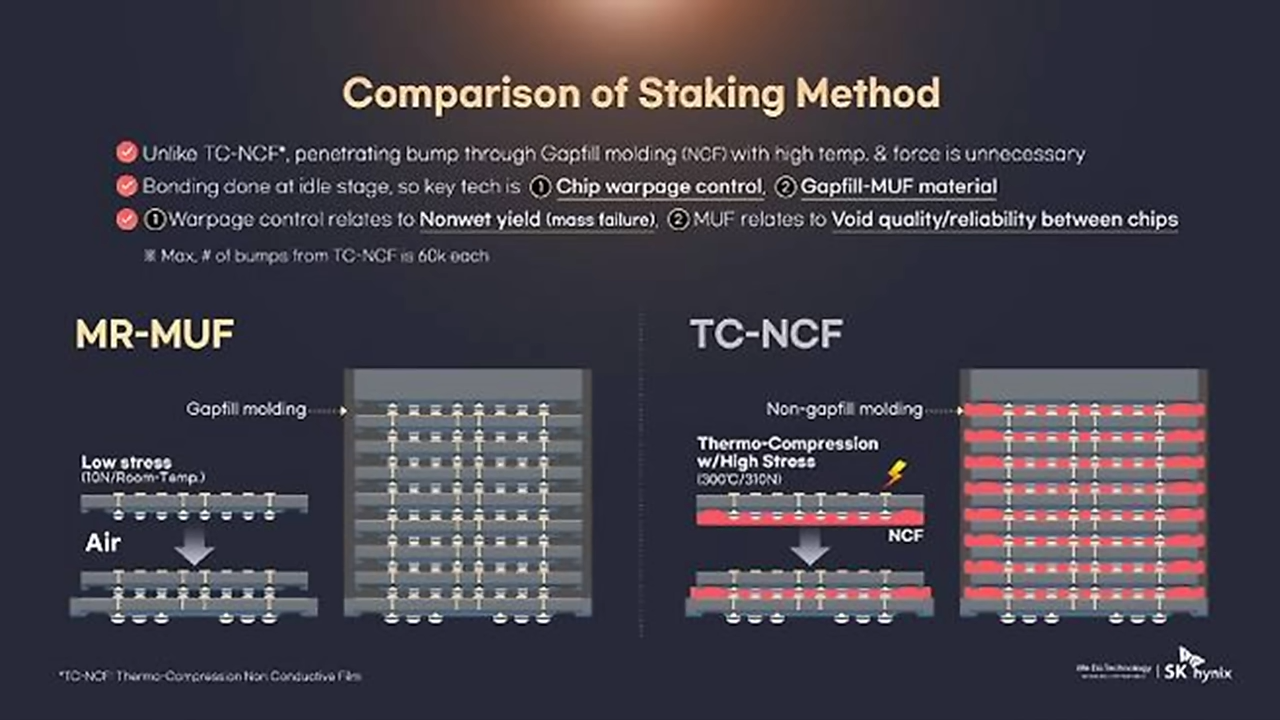 Comparison of Staking Method
Unlike TC-NCF*, penetrating bump through Gapfill molding (NCF) with high temp. & force is unnecessary
Bonding done at idle stage, so key tech is ① Chip warpage control, ② Gapfill-MUF material
①Warpage control relates to Nonwet yield (mass failure), ② MUF relates to Void quality/reliability between chips
※ Max. # of bumps from TC-NCF is 60k each
MR-MUF
Gapfill molding
Low stress
(10N/Room-Temp.)
Air
TC-NCF
Non-gapfill molding
Thermo-Compression
w/High Stress
(300℃/310N)
NCF
*TC-NCF: Thermo-Compression Non Conductive Film
SK hynix